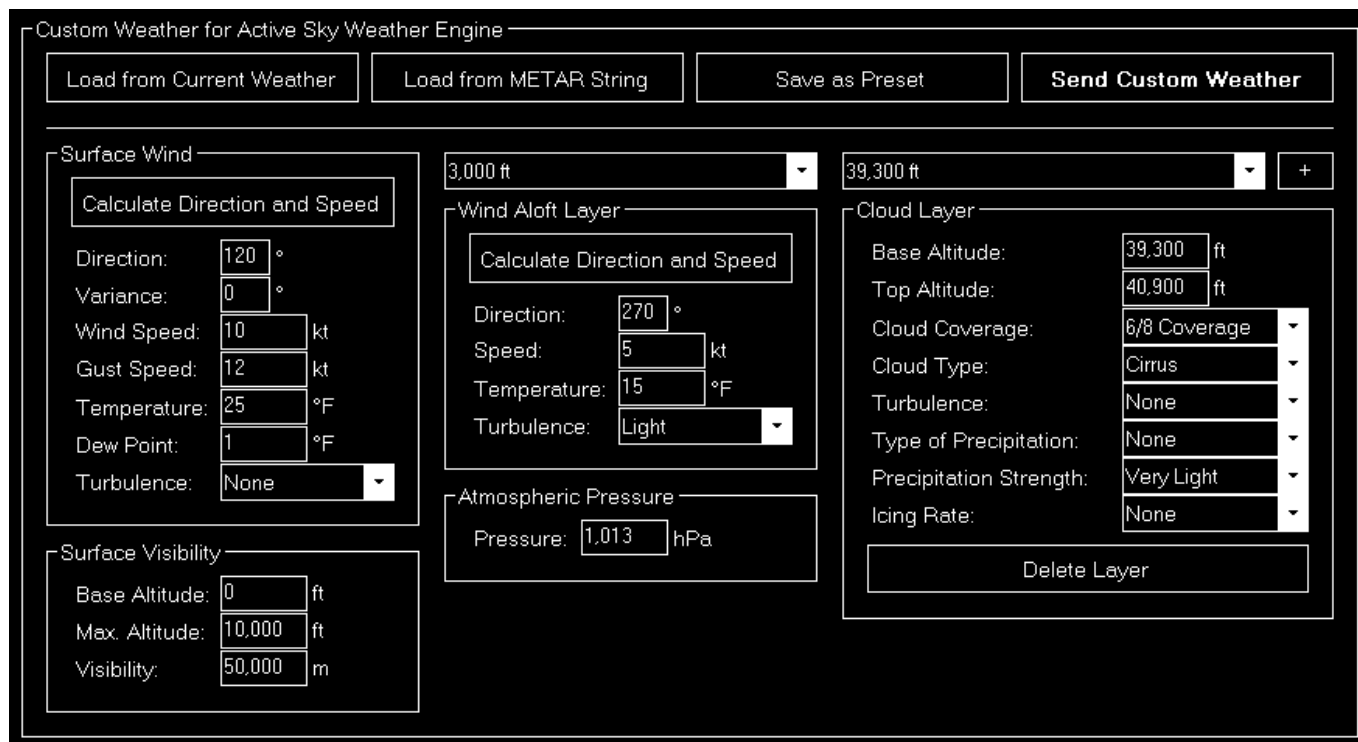 Custom Weather for Active Sky Weather Engine
Load from Current Weather
Load from METAR String
Save as Preset
Send Custom Weather
Surface Wind
Calculate Direction and Speed
Direction: 120 °
Variance: 0 °
Wind Speed: 10 kt
Gust Speed: 12 kt
Temperature: 25 °F
Dew Point: 1 °F
Turbulence: None
Surface Visibility
Base Altitude: 0 ft
Max. Altitude: 10,000 ft
Visibility: 50,000 m
3,000 ft
Wind Aloft Layer
Calculate Direction and Speed
Direction: 270 °
Speed: 5 kt
Temperature: 15 °F
Turbulence: Light
Atmospheric Pressure
Pressure: 1,013 hPa
39,300 ft
+
Cloud Layer
Base Altitude: 39,300 ft
Top Altitude: 40,900 ft
Cloud Coverage: 6/8 Coverage
Cloud Type: Cirrus
Turbulence: None
Type of Precipitation: None
Precipitation Strength: Very Light
Icing Rate: None
Delete Layer